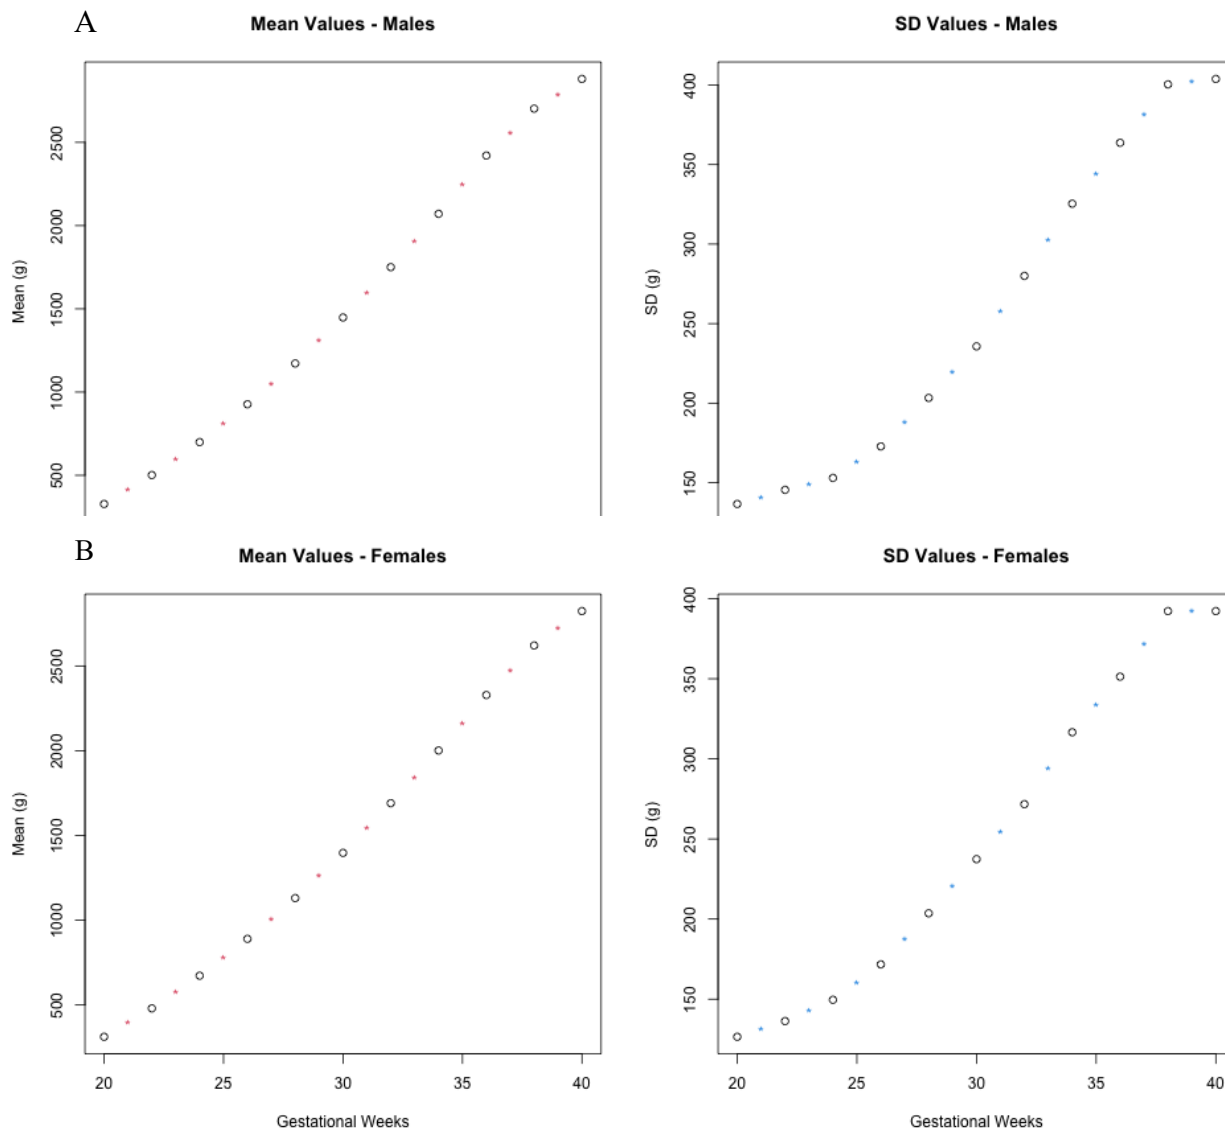 A
Mean Values - Males
SD Values - Males
Mean (g)
500
1000
1500
2000
2500
SD (g)
150
200
250
300
350
400
B
Mean Values - Females
SD Values - Females
Mean (g)
500
1000
1500
2000
2500
SD (g)
150
200
250
300
350
400
20 25 30 35 40
20 25 30 35 40
Gestational Weeks
Gestational Weeks